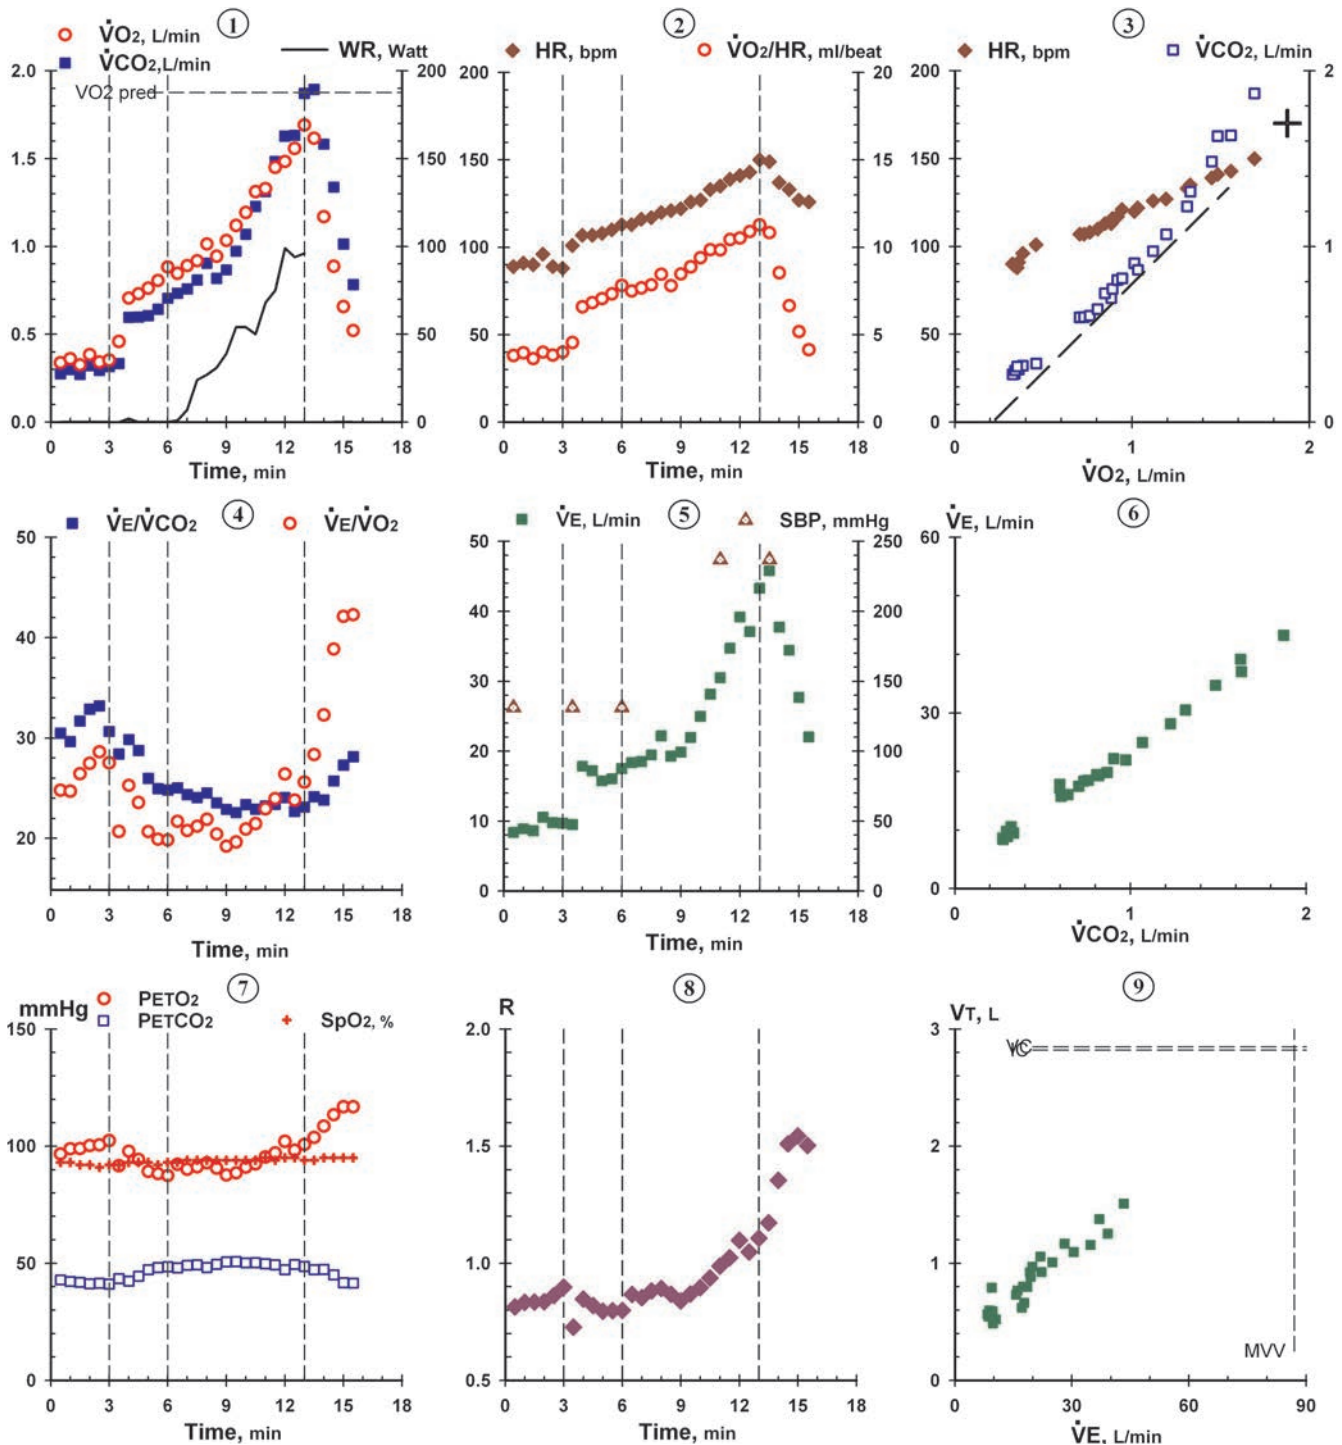 1
V̇O2, L/min
V̇CO2,L/min
WR, Watt
2.0
1.5
1.0
0.5
0.0
VO2 pred
200
150
100
50
0
0 3 6 9 12 15 18
Time, min
2
HR, bpm
V̇O2/HR, ml/beat
200
150
100
50
0
20
15
10
5
0
0 3 6 9 12 15 18
Time, min
3
HR, bpm
V̇CO2, L/min
200
150
100
50
0
2
1
0
0 1 2
V̇O2, L/min
4
V̇E/V̇CO2
V̇E/V̇O2
50
40
30
20
0 3 6 9 12 15 18
Time, min
5
V̇E, L/min
SBP, mmHg
50
40
30
20
10
0
250
200
150
100
50
0
0 3 6 9 12 15 18
Time, min
6
V̇E, L/min
60
30
0
0 1 2
V̇CO2, L/min
7
mmHg
PETO2
PETCO2
SpO2, %
150
100
50
0
0 3 6 9 12 15 18
Time, min
8
R
2.0
1.5
1.0
0.5
0 3 6 9 12 15 18
Time, min
9
VT, L
3
2
1
0
VC
MVV
0 30 60 90
V̇E, L/min